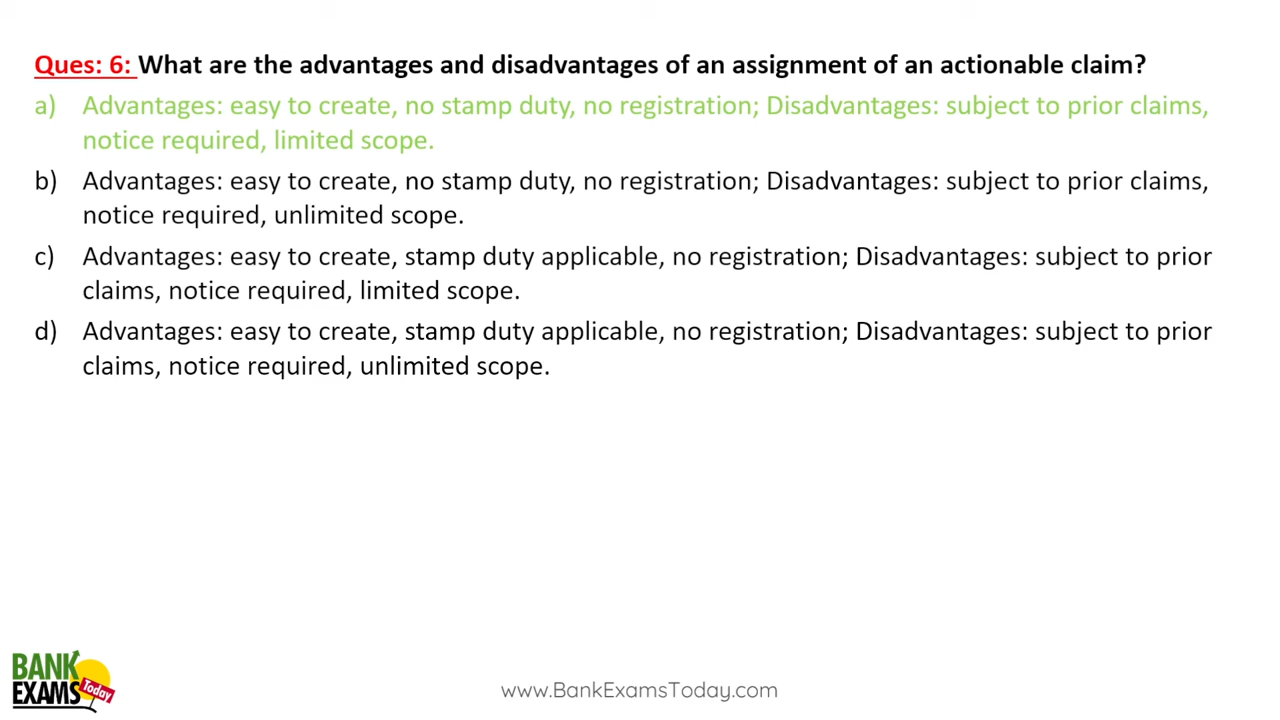 Ques: 6: What are the advantages and disadvantages of an assignment of an actionable claim?
a) Advantages: easy to create, no stamp duty, no registration; Disadvantages: subject to prior claims,
notice required, limited scope.
b) Advantages: easy to create, no stamp duty, no registration; Disadvantages: subject to prior claims,
notice required, unlimited scope.
c) Advantages: easy to create, stamp duty applicable, no registration; Disadvantages: subject to prior
claims, notice required, limited scope.
d) Advantages: easy to create, stamp duty applicable, no registration; Disadvantages: subject to prior
claims, notice required, unlimited scope.
BANK
EXAMS Today
www.BankExamsToday.com